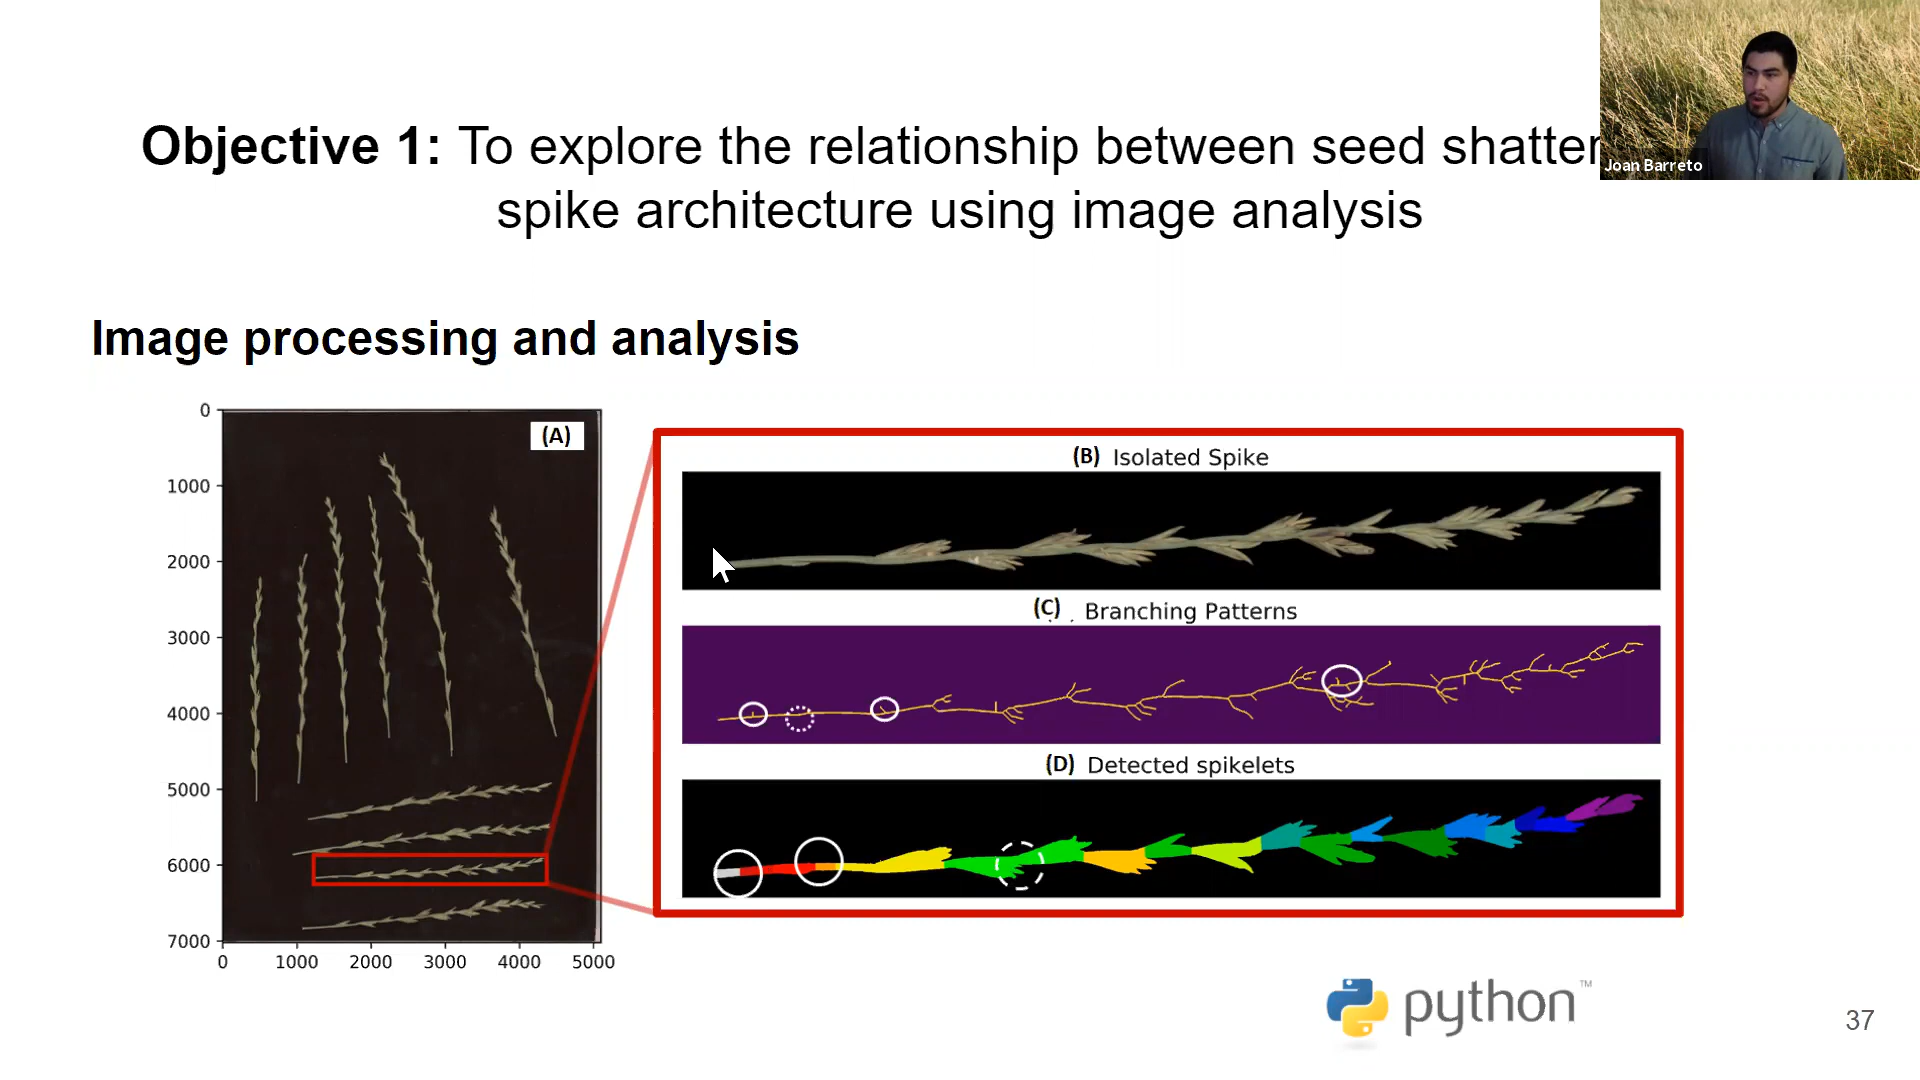 Objective 1: To explore the relationship between seed shatter
spike architecture using image analysis
Joan Barreto
Image processing and analysis
0
1000
2000
3000
4000
5000
6000
7000
(A)
0 1000 2000 3000 4000 5000
(B) Isolated Spike
(C) Branching Patterns
(D) Detected spikelets
python™
37